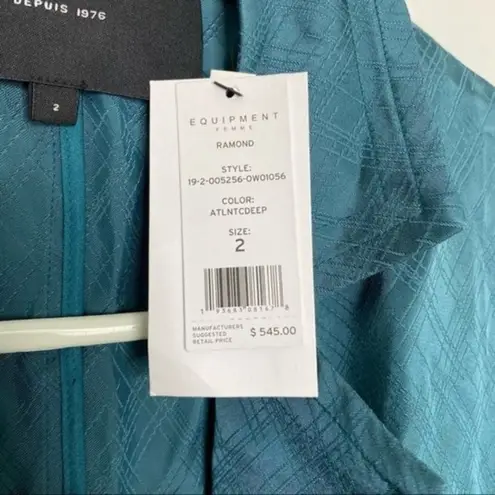 DEPUIS 1976
2
EQUIPMENT
FEMME
RAMOND
STYLE:
19-2-005256-OW01056
COLOR:
ATLNTCDEEP
SIZE:
2
MANUFACTURERS
SUGGESTED
RETAIL PRICE
$ 545.00